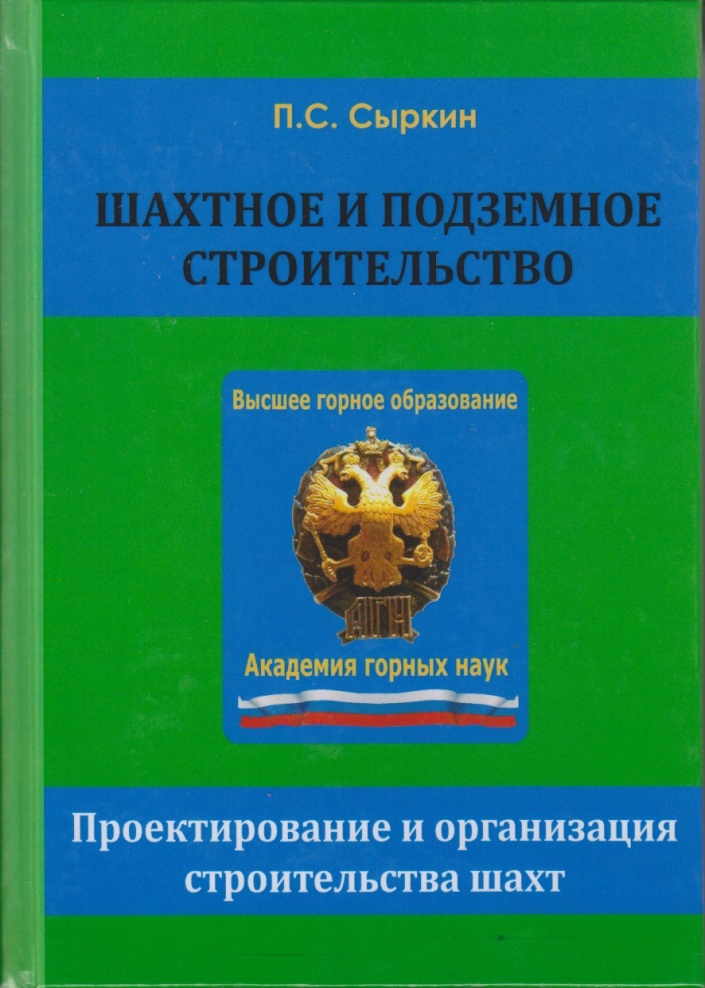 П.С. Сыркин
ШАХТНОЕ И ПОДЗЕМНОЕ
СТРОИТЕЛЬСТВО
Высшее горное образование
АГН
Академия горных наук
Проектирование и организация
строительства шахт